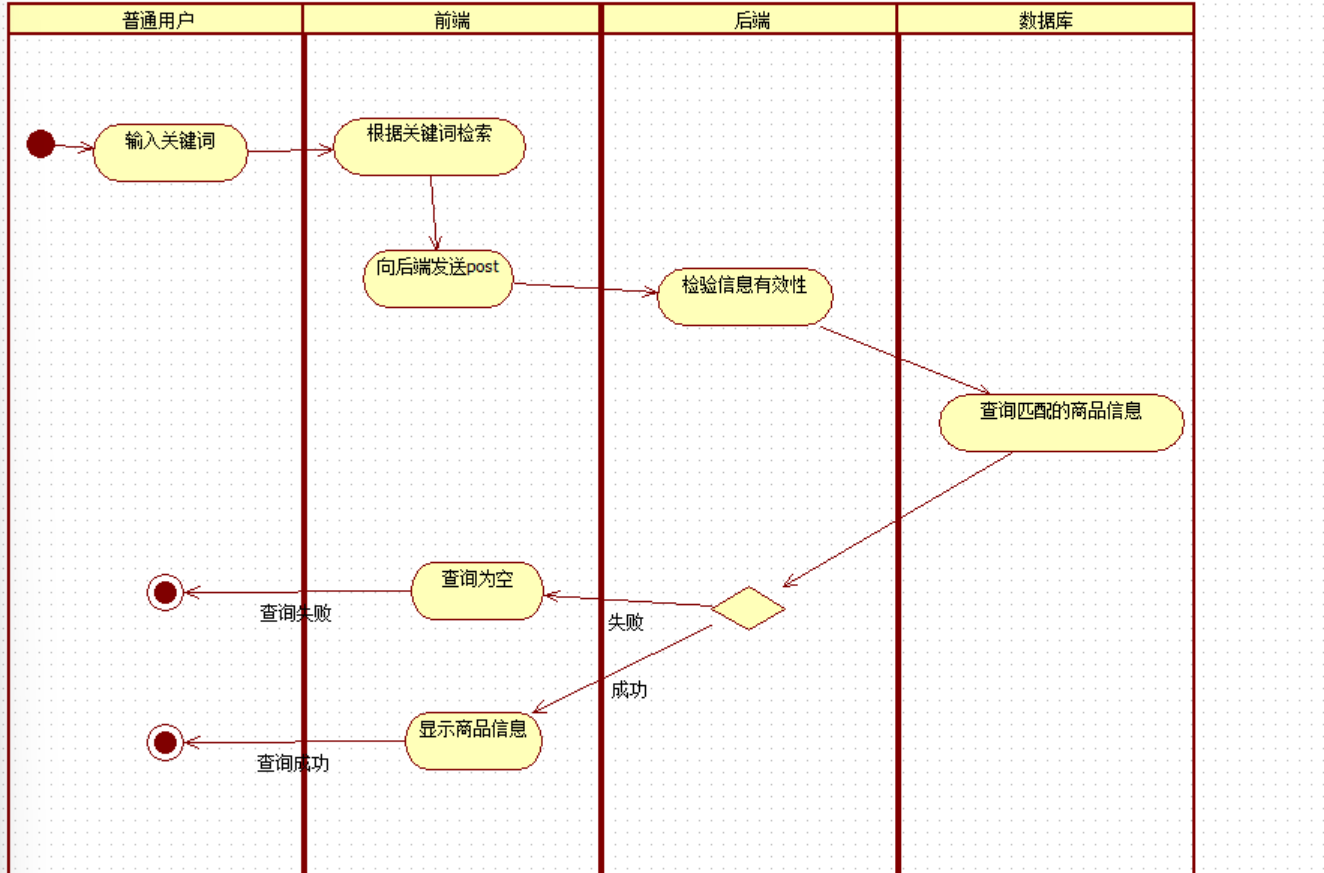 普通用户
前端
后端
数据库
输入关键词
根据关键词检索
向后端发送post
检验信息有效性
查询匹配的商品信息
查询为空
查询失败
失败
成功
显示商品信息
查询成功